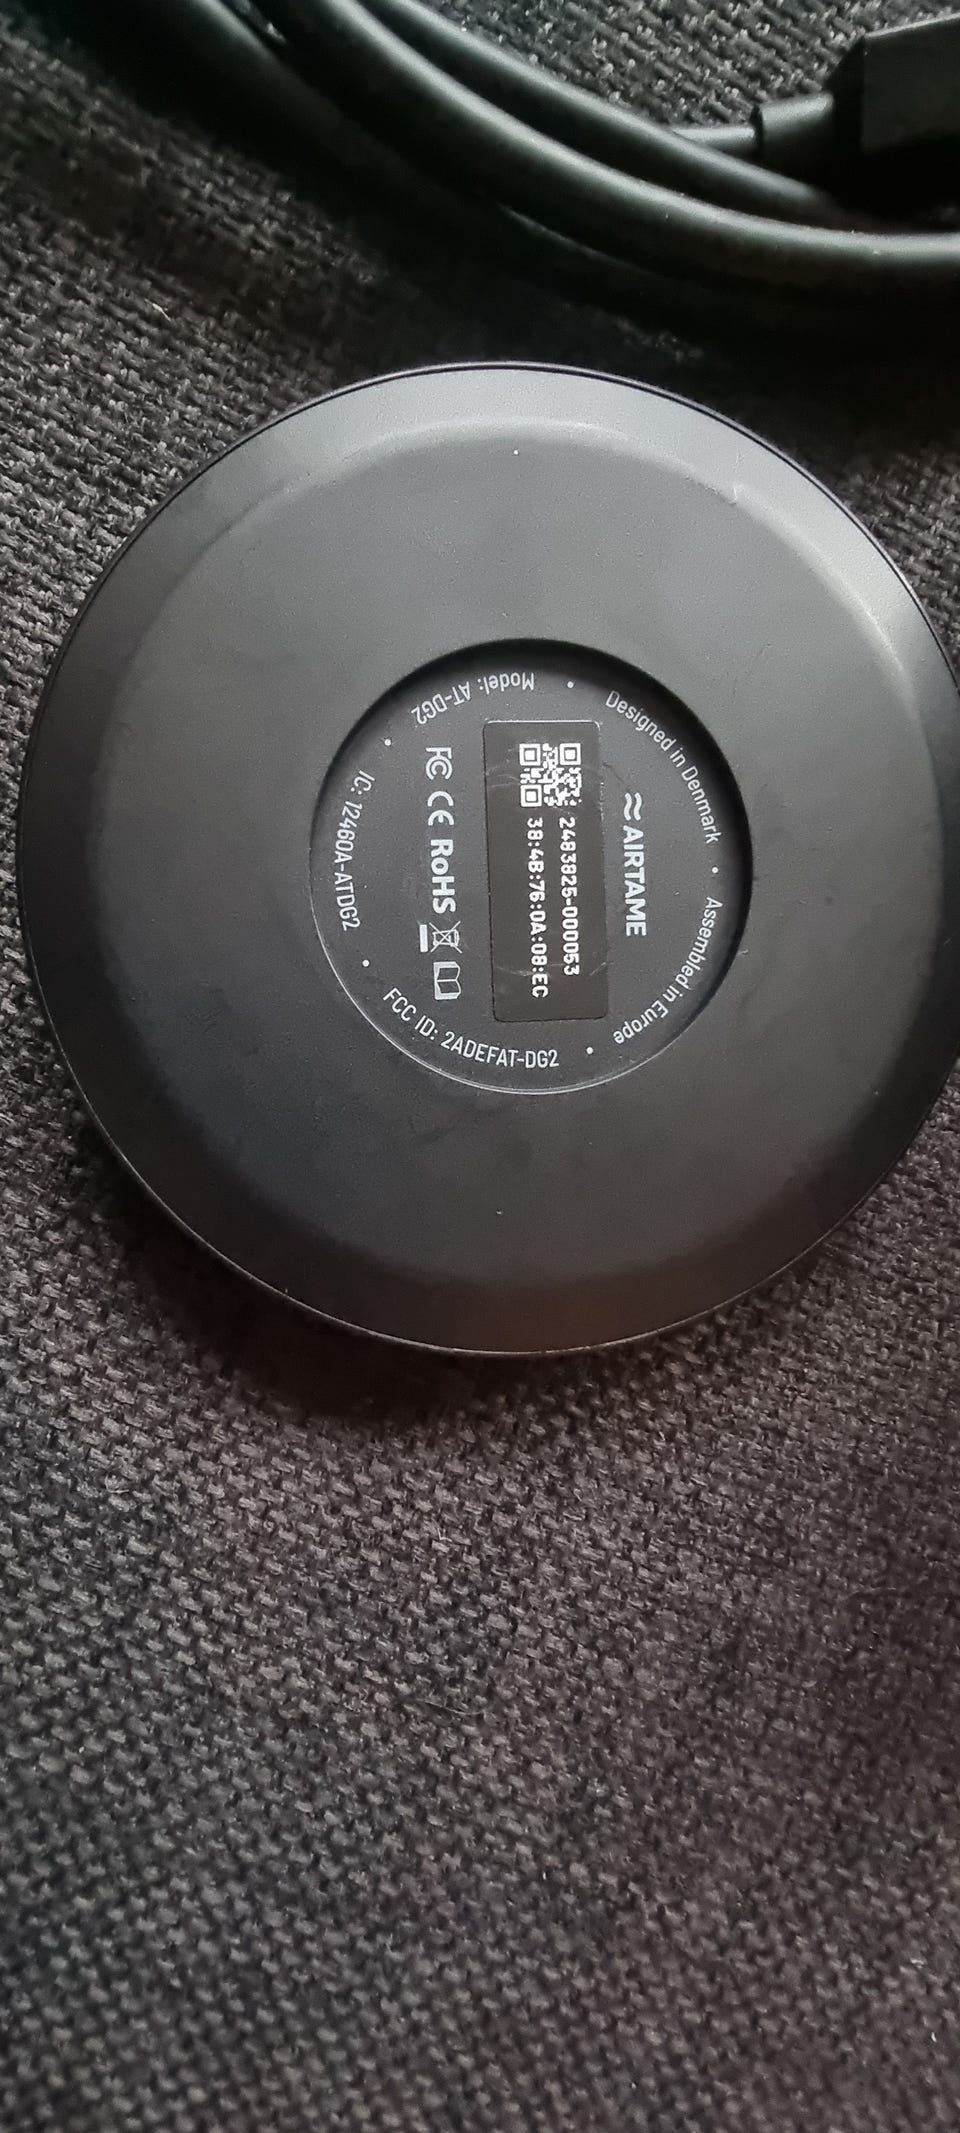 AIRTAME
2483825-000053
38:4B:76:0A:08:EC
FC CE RoHS
Designed in Denmark
Assembled in Europe
FCC ID: 2ADEFAT-DG2
IC: 12460A-ATDG2
Model: AT-DG2